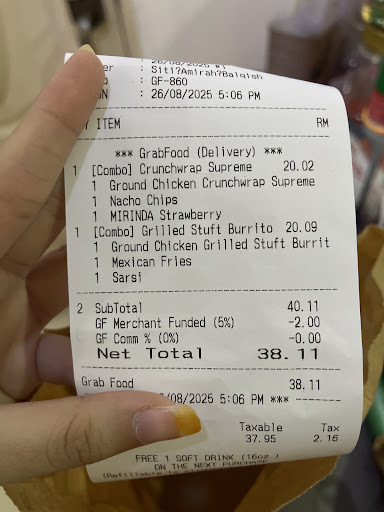 26/08/2025 #1
er : Siti?Amirah?Balqish
: GF-860
N : 26/08/2025 5:06 PM
Y ITEM RM
*** GrabFood (Delivery) ***
1 [Combo] Crunchwrap Supreme 20.02
1 Ground Chicken Crunchwrap Supreme
1 Nacho Chips
1 MIRINDA Strawberry
1 [Combo] Grilled Stuft Burrito 20.09
1 Ground Chicken Grilled Stuft Burrit
1 Mexican Fries
1 Sarsi
2 SubTotal 40.11
GF Merchant Funded (5%) -2.00
GF Comm % (0%) -0.00
Net Total 38.11
Grab Food 38.11
/08/2025 5:06 PM ***
Taxable Tax
37.95 2.16
FREE 1 SOFT DRINK (16oz.)
ON THE NEXT PURCHASE